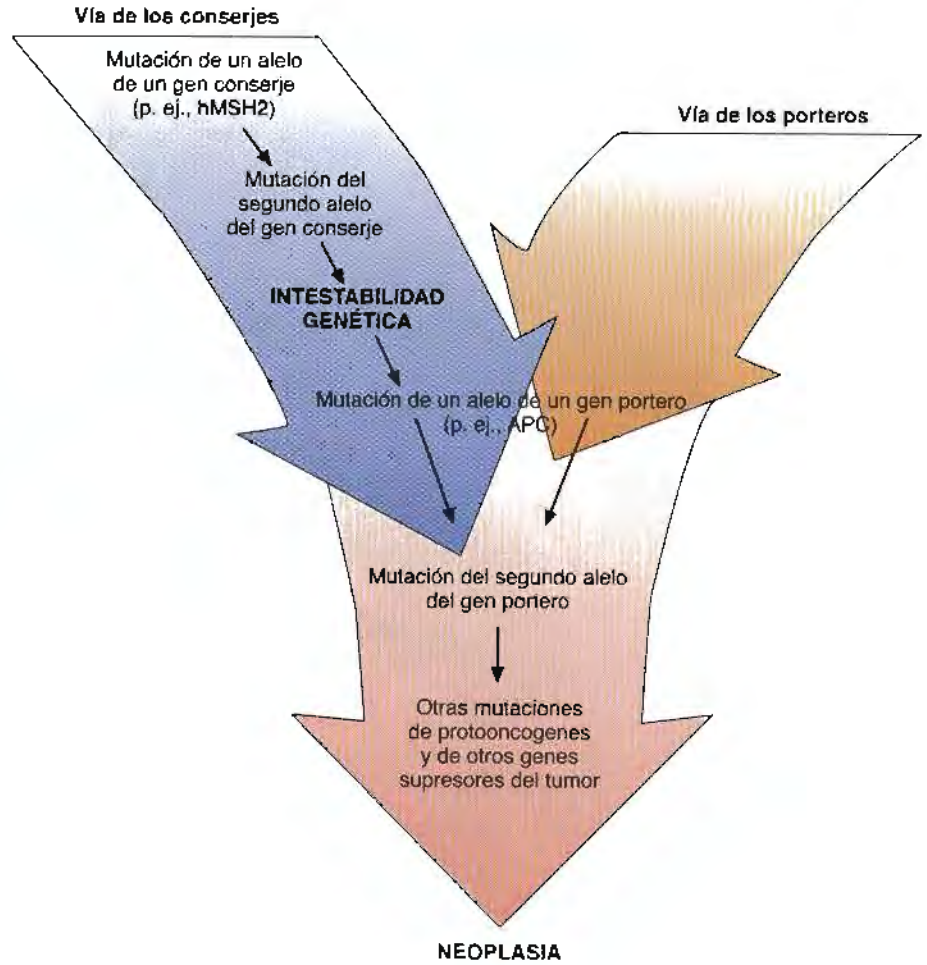 Vía de los conserjes
Mutación de un alelo
de un gen conserje
(p. ej., hMSH2)
Vía de los porteros
Mutación del
segundo alelo
del gen conserje
INTESTABILIDAD
GENÉTICA
Mutación de un alelo de un gen portero
(p. ej., APC)
Mutación del segundo alelo
del gen portero
Otras mutaciones
de protooncogenes
y de otros genes
supresores del tumor
NEOPLASIA